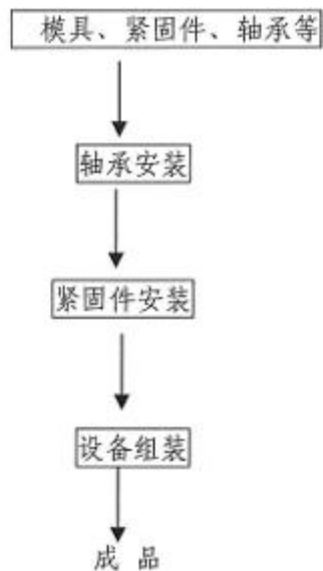 模具、紧固件、轴承等
轴承安装
紧固件安装
设备组装
成 品